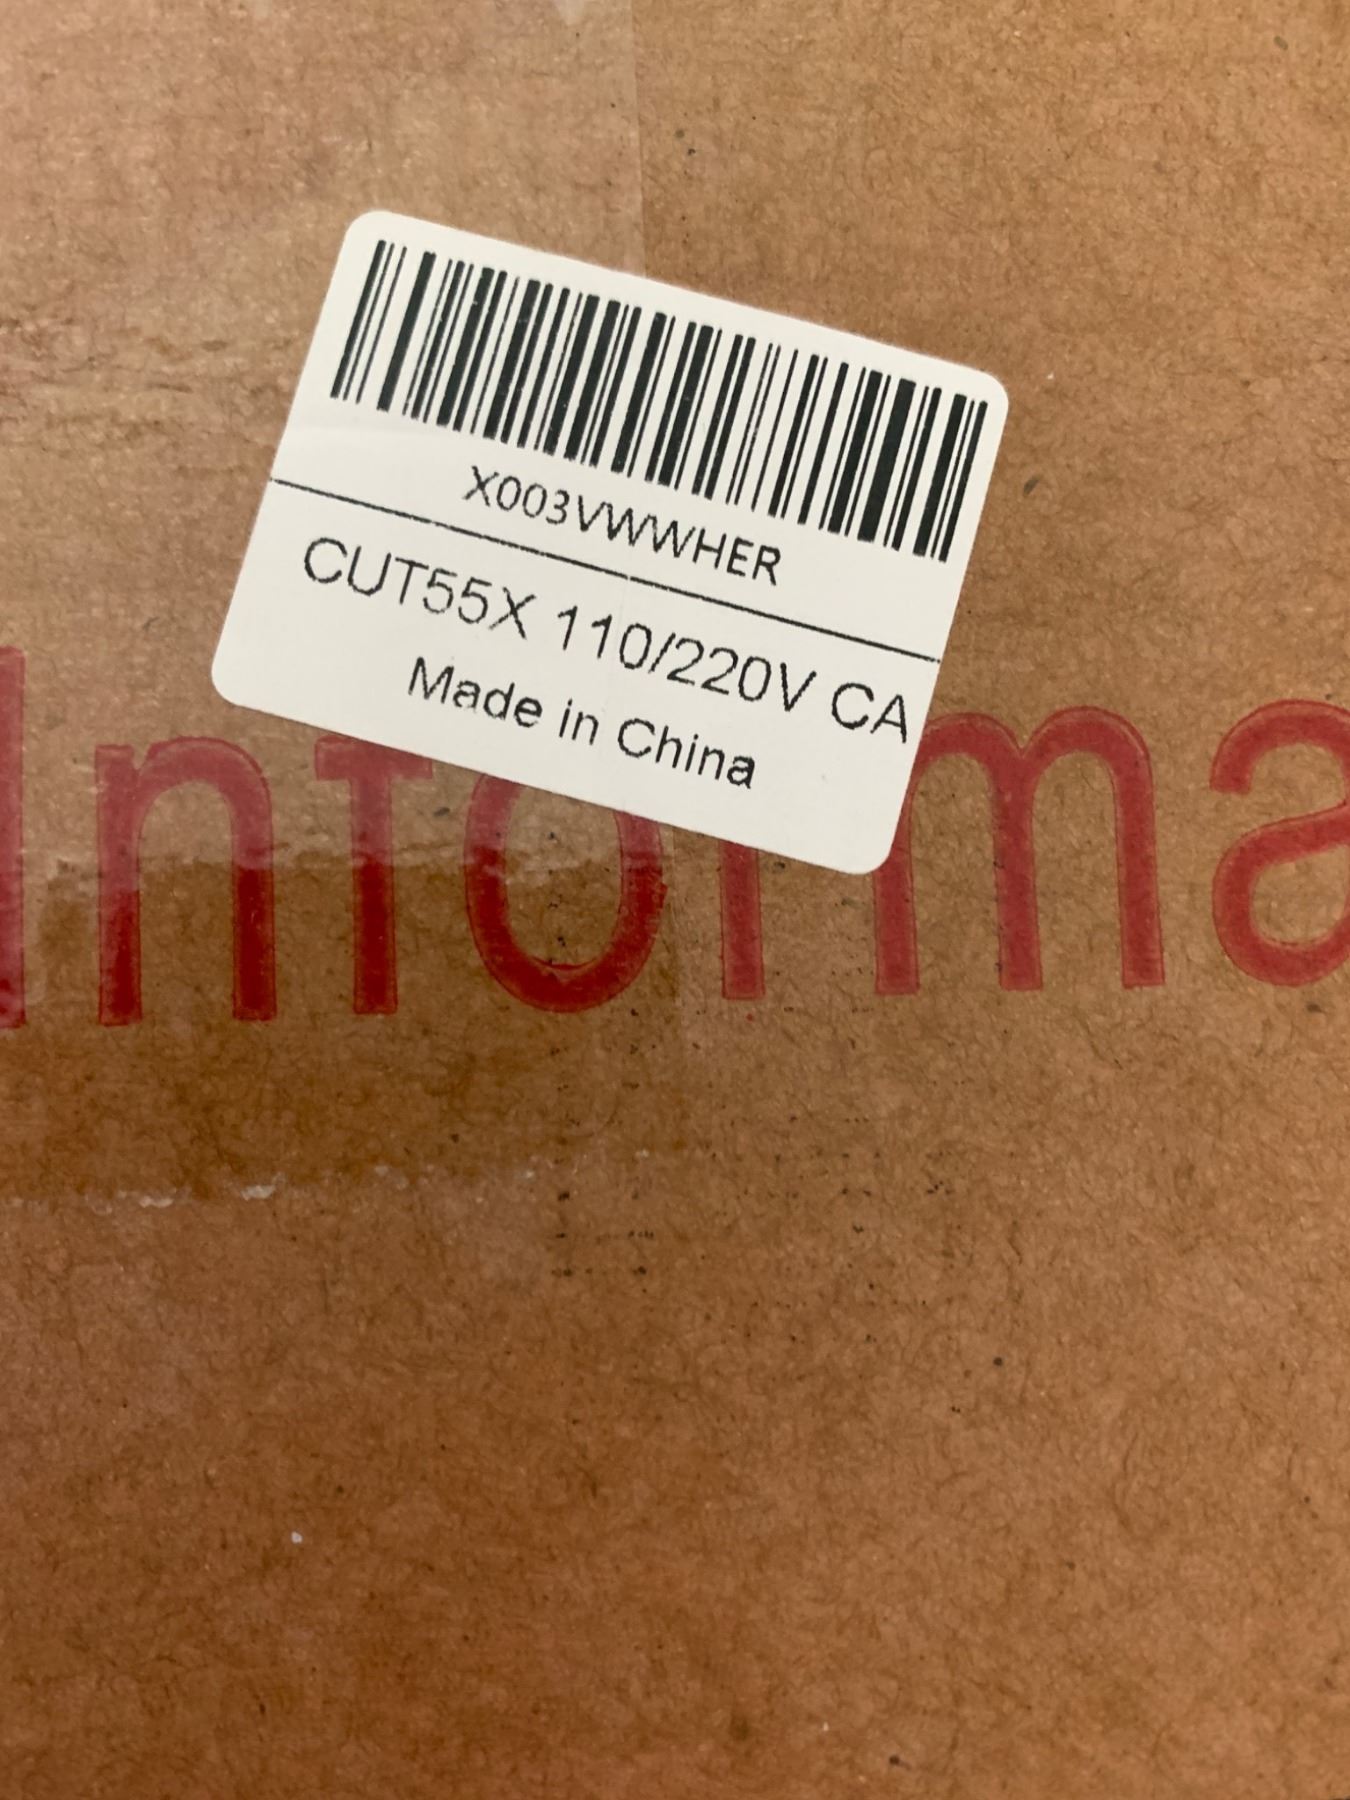 X003VWWHER
CUT55X 110/220V CA
Made in China
Informa